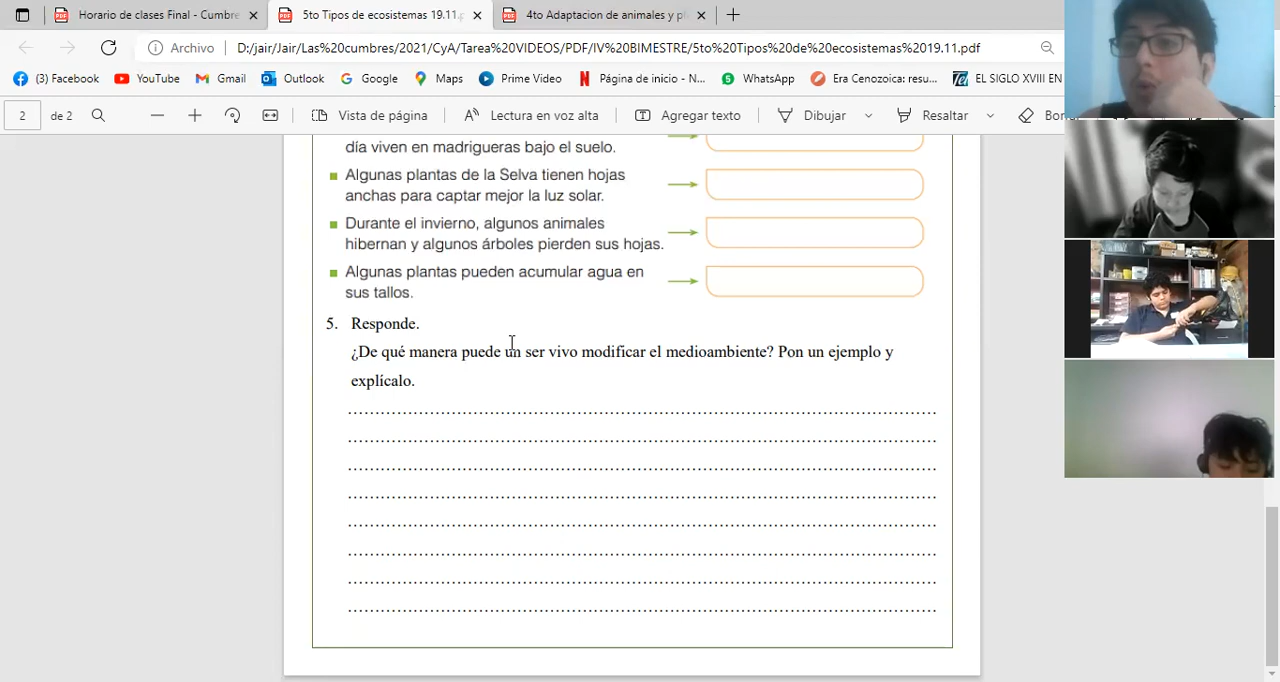 Horario de clases Final - Cumbre
5to Tipos de ecosistemas 19.11.p
4to Adaptacion de animales y pl
Archivo
D:/jair/Jair/Las%20cumbres/2021/CyA/Tarea%20VIDEOS/PDF/IV%20BIMESTRE/5to%20Tipos%20de%20ecosistemas%2019.11.pdf
(3) Facebook
YouTube
Gmail
Outlook
Google
Maps
Prime Video
Página de inicio - N...
WhatsApp
Era Cenozoica: resu...
EL SIGLO XVIII EN
2 de 2
Vista de página
Lectura en voz alta
Agregar texto
Dibujar
Resaltar
día viven en madrigueras bajo el suelo.
Algunas plantas de la Selva tienen hojas
anchas para captar mejor la luz solar.
Durante el invierno, algunos animales
hibernan y algunos árboles pierden sus hojas.
Algunas plantas pueden acumular agua en
sus tallos.
5. Responde.
¿De qué manera puede un ser vivo modificar el medioambiente? Pon un ejemplo y
explícalo.